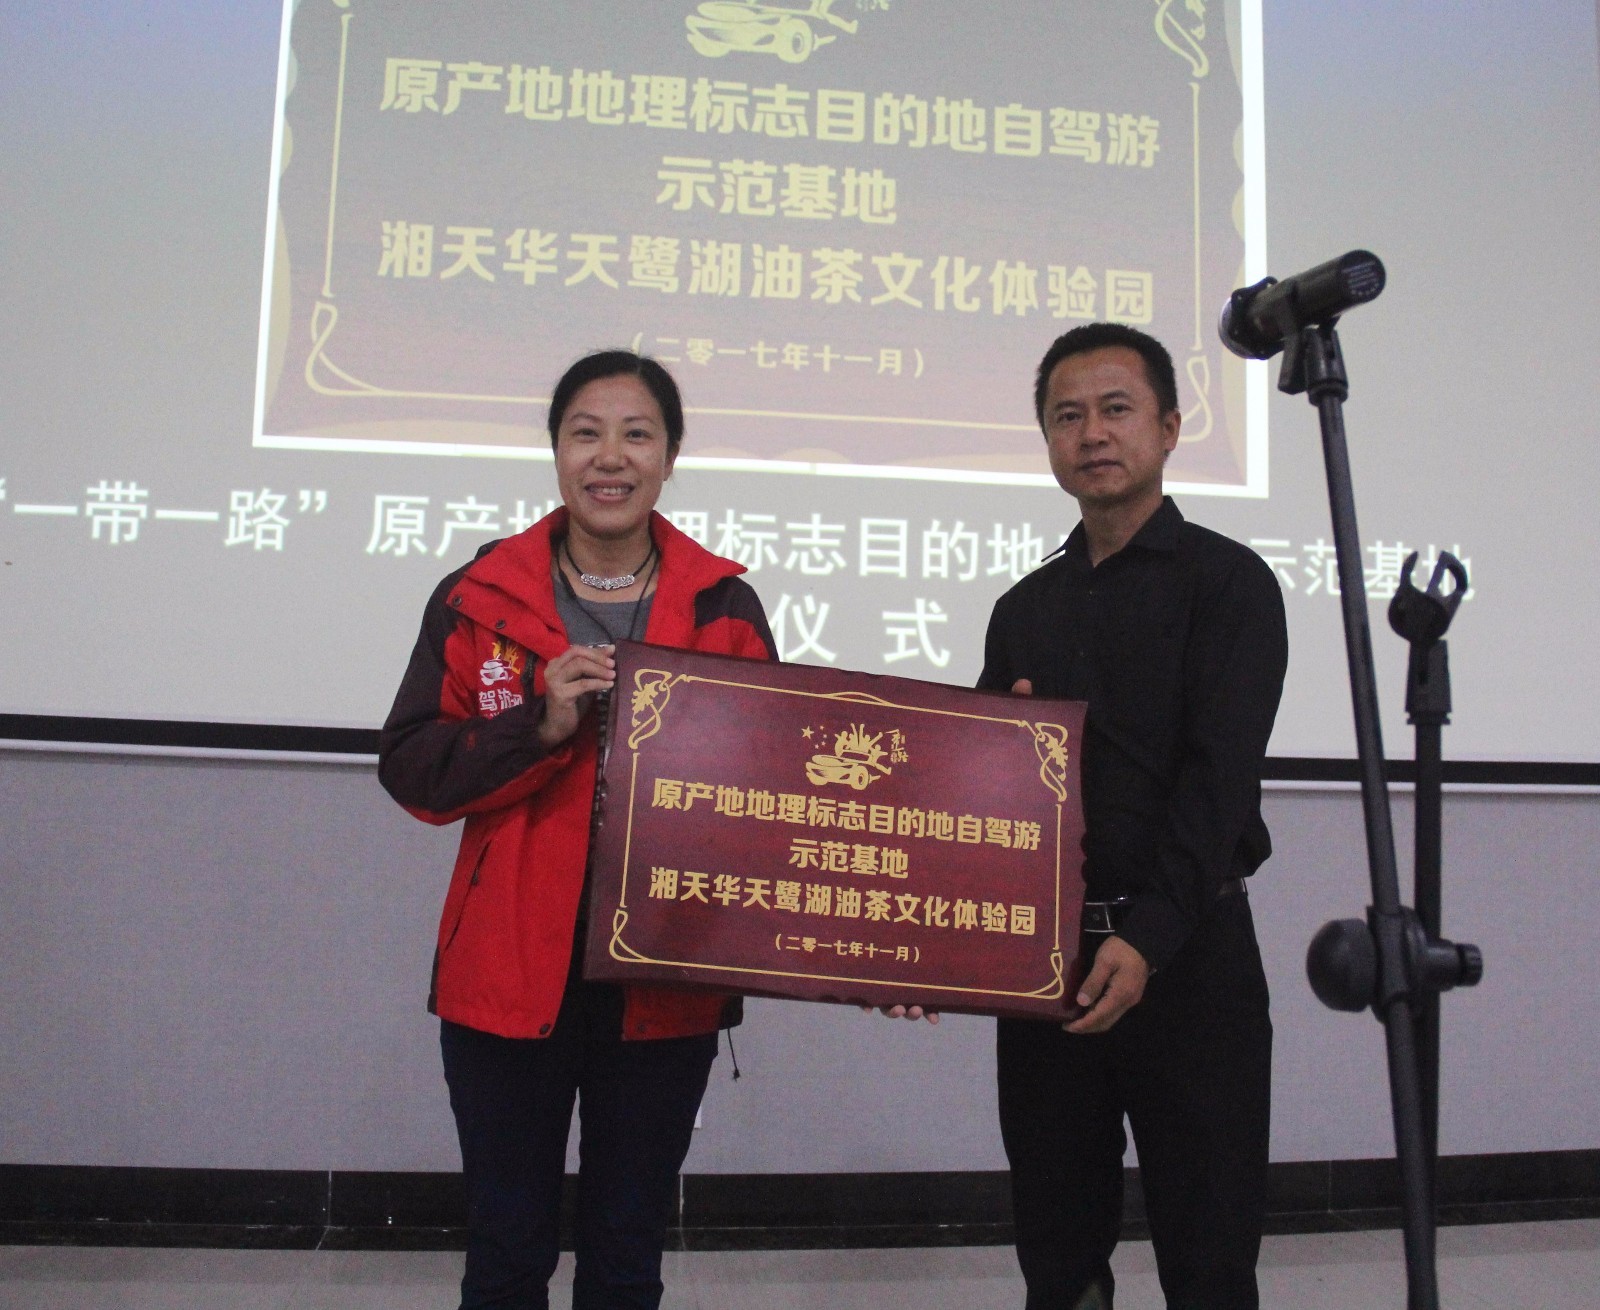 原产地地理标志目的地自驾游
示范基地
湘天华天鹭湖油茶文化体验园
（二零一七年十一月）
“一带一路”原产地 理标志目的地 示范基地
仪式
驾游
原产地地理标志目的地自驾游
示范基地
湘天华天鹭湖油茶文化体验园
（二零一七年十一月）